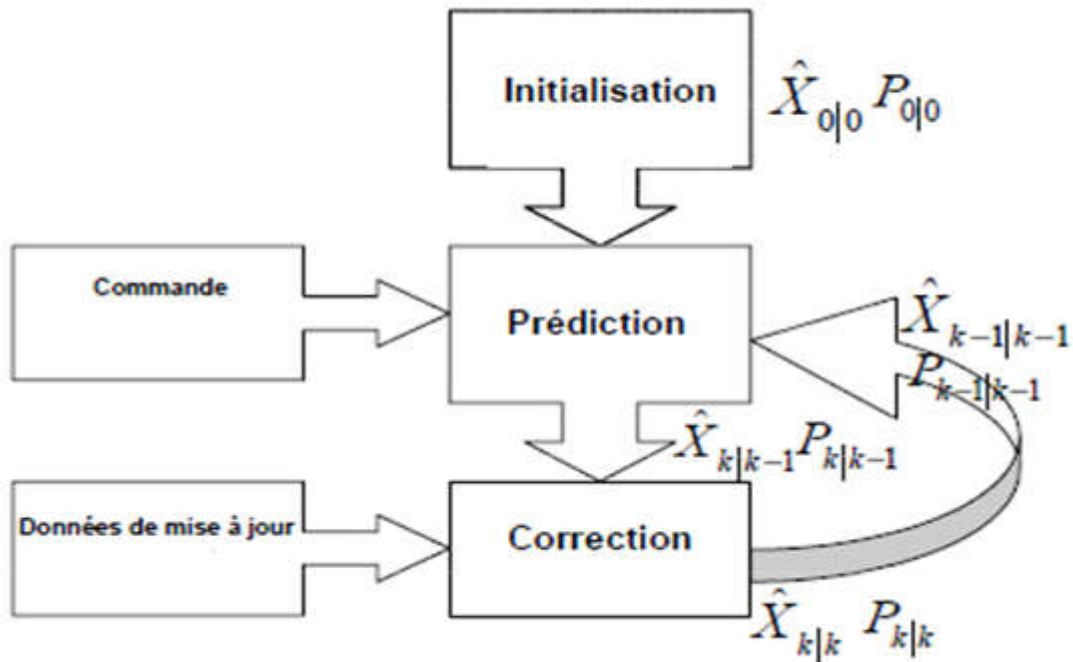 Initialisation
X̂₀|₀ P₀|₀
Commande
Prédiction
X̂ₖ₋₁|ₖ₋₁
Pₖ₋₁|ₖ₋₁
X̂ₖ|ₖ₋₁ Pₖ|ₖ₋₁
Données de mise à jour
Correction
X̂ₖ|ₖ Pₖ|ₖ